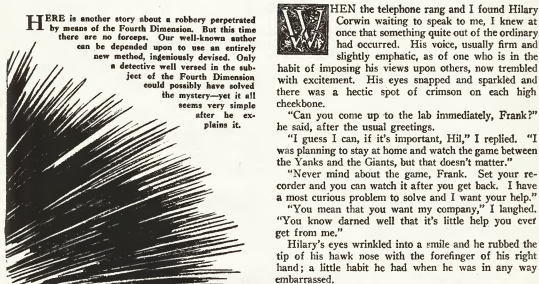 HERE is another story about a robbery perpetrated
by means of the Fourth Dimension. But this time
there are no forceps. Our well-known author
can be depended upon to use an entirely
new method, ingeniously devised. Only
a detective well versed in the sub-
ject of the Fourth Dimension
could possibly have solved
the mystery—yet it all
seems very simple
after he ex-
plains it.
WHEN the telephone rang and I found Hilary
Corwin waiting to speak to me, I knew at
once that something quite out of the ordinary
had occurred. His voice, usually firm and
slightly emphatic, as of one who is in the
habit of imposing his views upon others, now trembled
with excitement. His eyes snapped and sparkled and
there was a hectic spot of crimson on each high
cheekbone.
"Can you come up to the lab immediately, Frank?"
he said, after the usual greetings.
"I guess I can, if it's important, Hil," I replied. "I
was planning to stay at home and watch the game between
the Yanks and the Giants, but that doesn't matter."
"Never mind about the game, Frank. Set your re-
corder and you can watch it after you get back. I have
a most curious problem to solve and I want your help."
"You mean that you want my company," I laughed.
"You know darned well that it's little help you ever
get from me."
Hilary's eyes wrinkled into a smile and he rubbed the
tip of his hawk nose with the forefinger of his right
hand; a little habit he had when he was in any way
embarrassed.